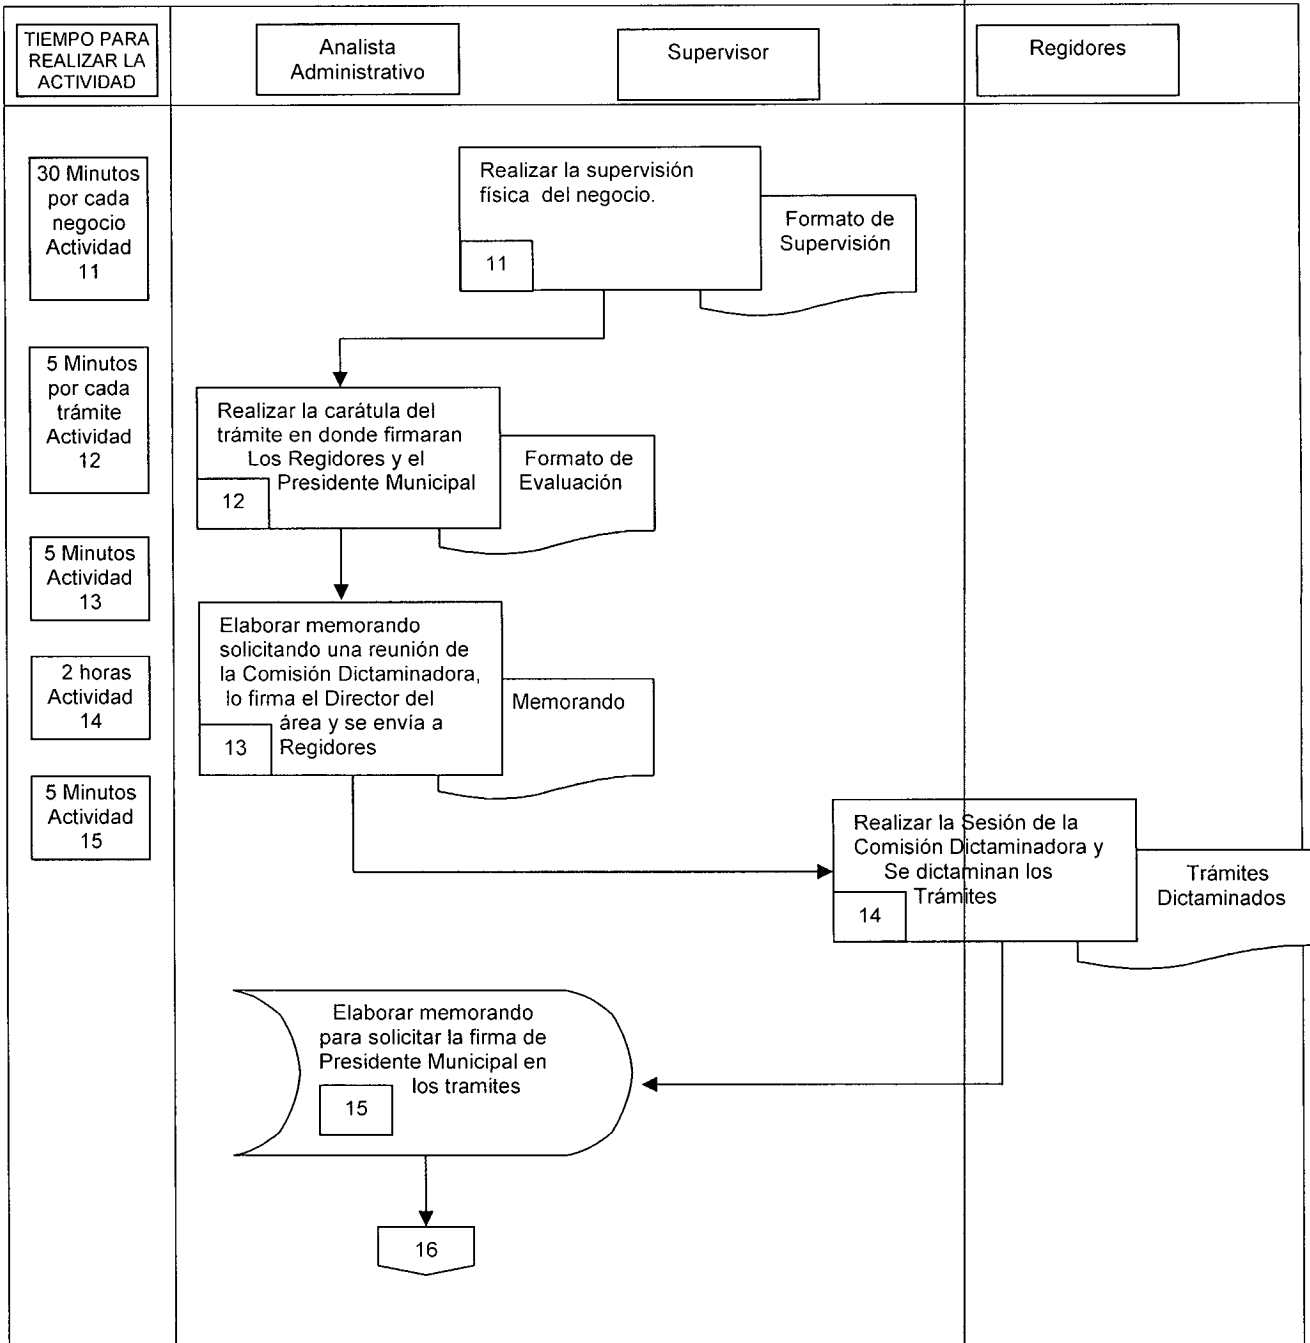 TIEMPO PARA
REALIZAR LA
ACTIVIDAD
Analista
Administrativo
Supervisor
Regidores
30 Minutos
por cada
negocio
Actividad
11
Realizar la supervisión
física del negocio.
11
Formato de
Supervisión
5 Minutos
por cada
trámite
Actividad
12
Realizar la carátula del
trámite en donde firmaran
Los Regidores y el
Presidente Municipal
12
Formato de
Evaluación
5 Minutos
Actividad
13
Elaborar memorando
solicitando una reunión de
la Comisión Dictaminadora,
lo firma el Director del
área y se envía a
Regidores
13
Memorando
2 horas
Actividad
14
5 Minutos
Actividad
15
Realizar la Sesión de la
Comisión Dictaminadora y
Se dictaminan los
Trámites
14
Trámites
Dictaminados
Elaborar memorando
para solicitar la firma de
Presidente Municipal en
los tramites
15
16